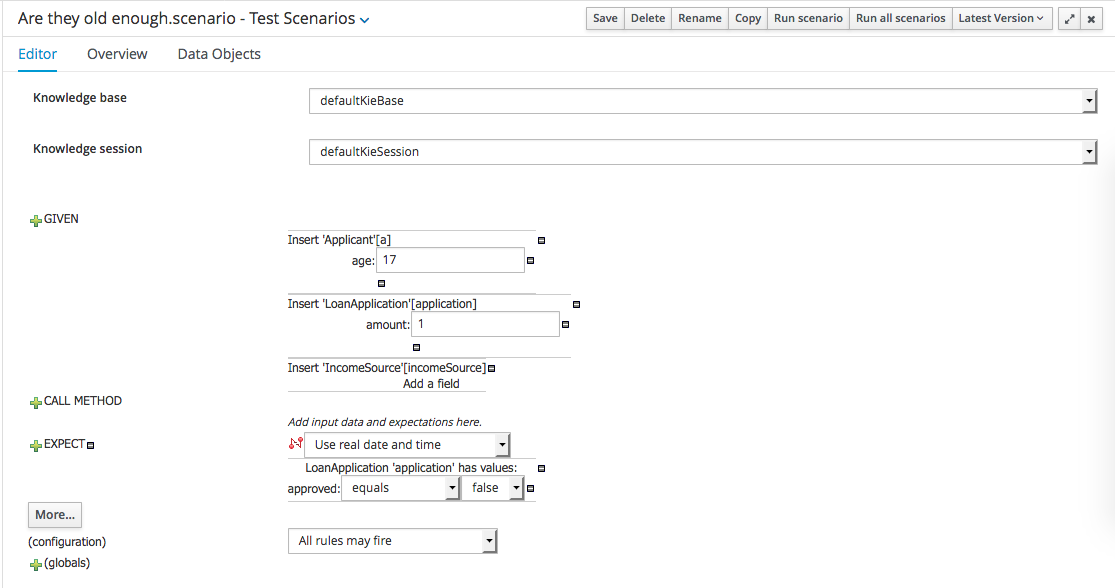 Are they old enough.scenario - Test Scenarios
Save Delete Rename Copy Run scenario Run all scenarios Latest Version
Editor Overview Data Objects
Knowledge base defaultKieBase
Knowledge session defaultKieSession
GIVEN
Insert 'Applicant'[a]
age: 17
Insert 'LoanApplication'[application]
amount: 1
Insert 'IncomeSource'[incomeSource]
Add a field
CALL METHOD
Add input data and expectations here.
EXPECT Use real date and time
LoanApplication 'application' has values:
approved: equals false
More...
(configuration) All rules may fire
(globals)